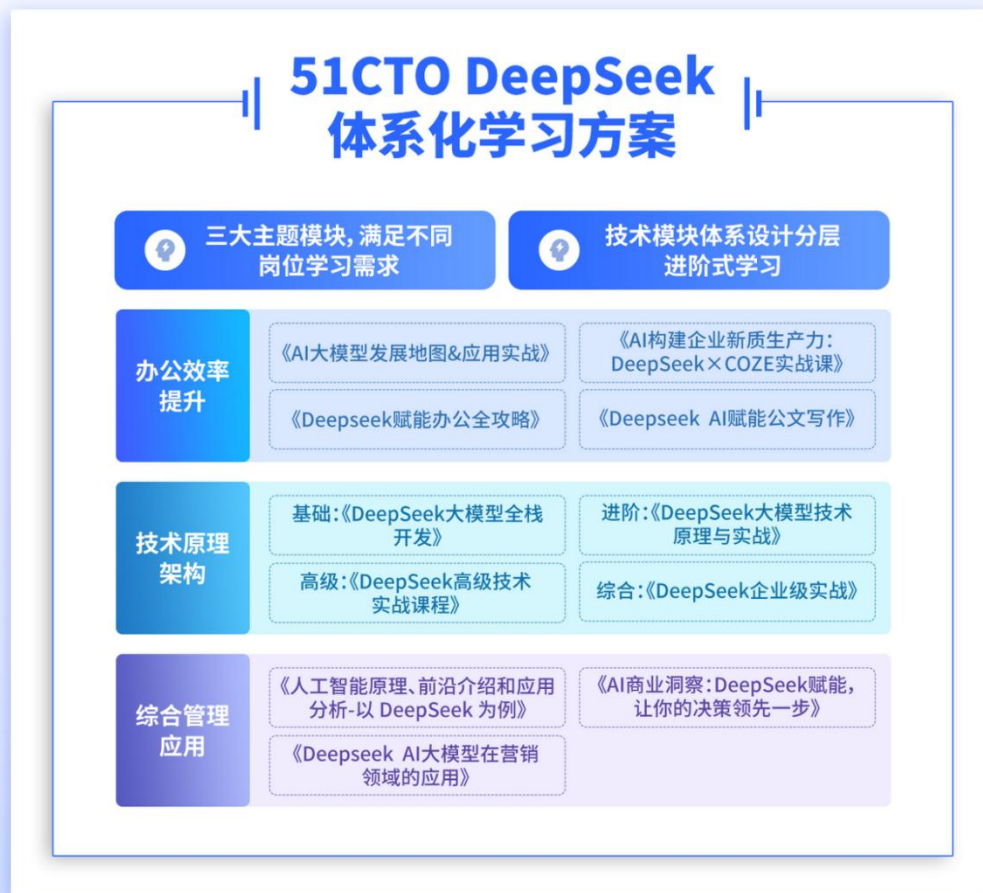 51CTO DeepSeek
体系化学习方案
三大主题模块,满足不同
岗位学习需求
技术模块体系设计分层
进阶式学习
办公效率
提升
《AI大模型发展地图&应用实战》
《AI构建企业新质生产力:
DeepSeek×COZE实战课》
《Deepseek赋能办公全攻略》
《Deepseek AI赋能公文写作》
技术原理
架构
基础:《DeepSeek大模型全栈
开发》
进阶:《DeepSeek大模型技术
原理与实战》
高级:《DeepSeek高级技术
实战课程》
综合:《DeepSeek企业级实战》
综合管理
应用
《人工智能原理、前沿介绍和应用
分析-以 DeepSeek 为例》
《AI商业洞察:DeepSeek赋能,
让你的决策领先一步》
《Deepseek AI大模型在营销
领域的应用》